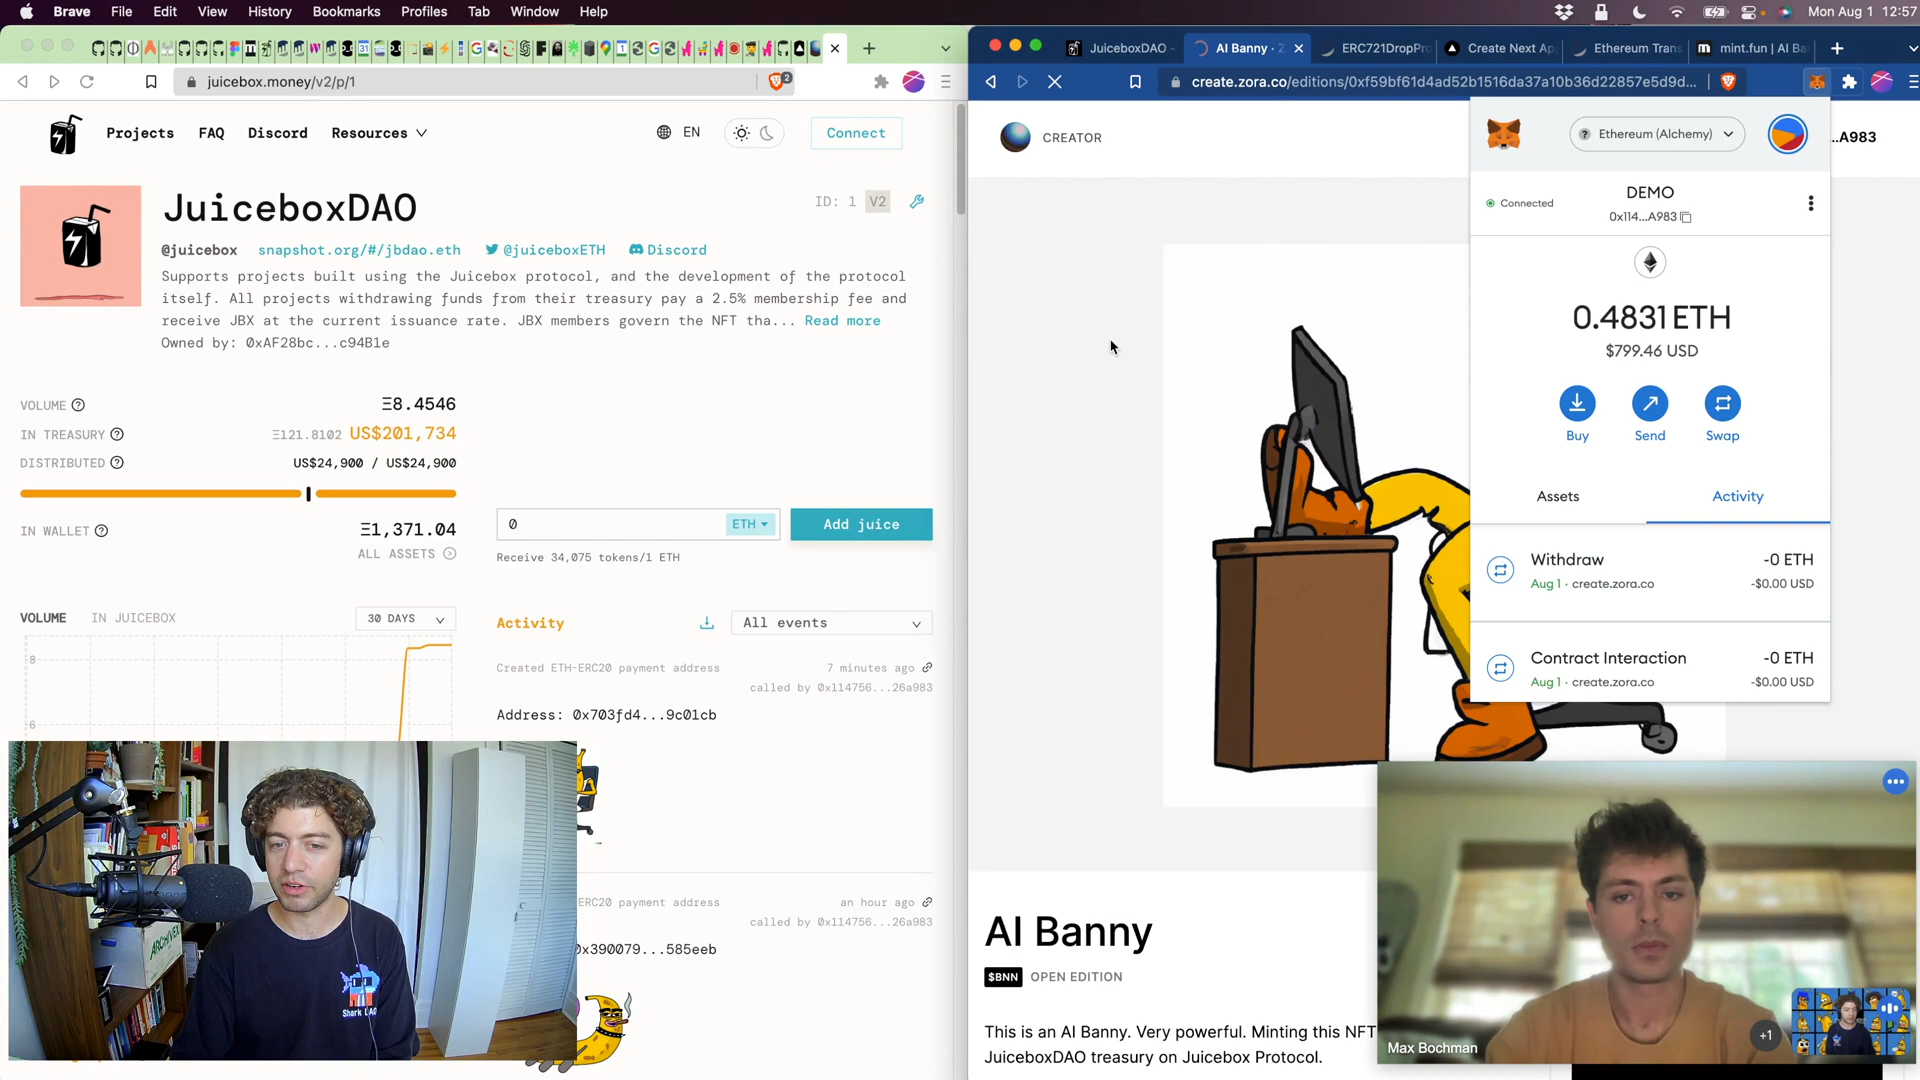 Brave File Edit View History Bookmarks Profiles Tab Window Help
Mon Aug 1 12:57
JuiceboxDAO - AI Banny · Z ERC721DropPro Create Next Ap Ethereum Trans mint.fun | AI Ba
juicebox.money/v2/p/1
2
create.zora.co/editions/0xf59bf61d4ad52b1516da37a10b36d22857e5d9d...
Projects FAQ Discord Resources
EN
Connect
JuiceboxDAO
ID: 1 V2
@juicebox snapshot.org/#/jbdao.eth @juiceboxETH Discord
Supports projects built using the Juicebox protocol, and the development of the protocol
itself. All projects withdrawing funds from their treasury pay a 2.5% membership fee and
receive JBX at the current issuance rate. JBX members govern the NFT tha... Read more
Owned by: 0xAF28bc...c94B1e
VOLUME Ξ8.4546
IN TREASURY Ξ121.8102 US$201,734
DISTRIBUTED US$24,900 / US$24,900
IN WALLET Ξ1,371.04
ALL ASSETS
0 ETH Add juice
Receive 34,075 tokens/1 ETH
VOLUME IN JUICEBOX 30 DAYS
8
6
Activity All events
Created ETH-ERC20 payment address 7 minutes ago
called by 0x114756...26a983
Address: 0x703fd4...9c01cb
ERC20 payment address an hour ago
called by 0x114756...26a983
0x390079...585eeb
ARCHIVEX
Shark DAO
CREATOR
...A983
Ethereum (Alchemy)
Connected
DEMO
0x114...A983
0.4831 ETH
$799.46 USD
Buy Send Swap
Assets Activity
Withdraw -0 ETH
Aug 1 · create.zora.co -$0.00 USD
Contract Interaction -0 ETH
Aug 1 · create.zora.co -$0.00 USD
AI Banny
$BNN OPEN EDITION
This is an AI Banny. Very powerful. Minting this NFT
JuiceboxDAO treasury on Juicebox Protocol.
Max Bochman
+1